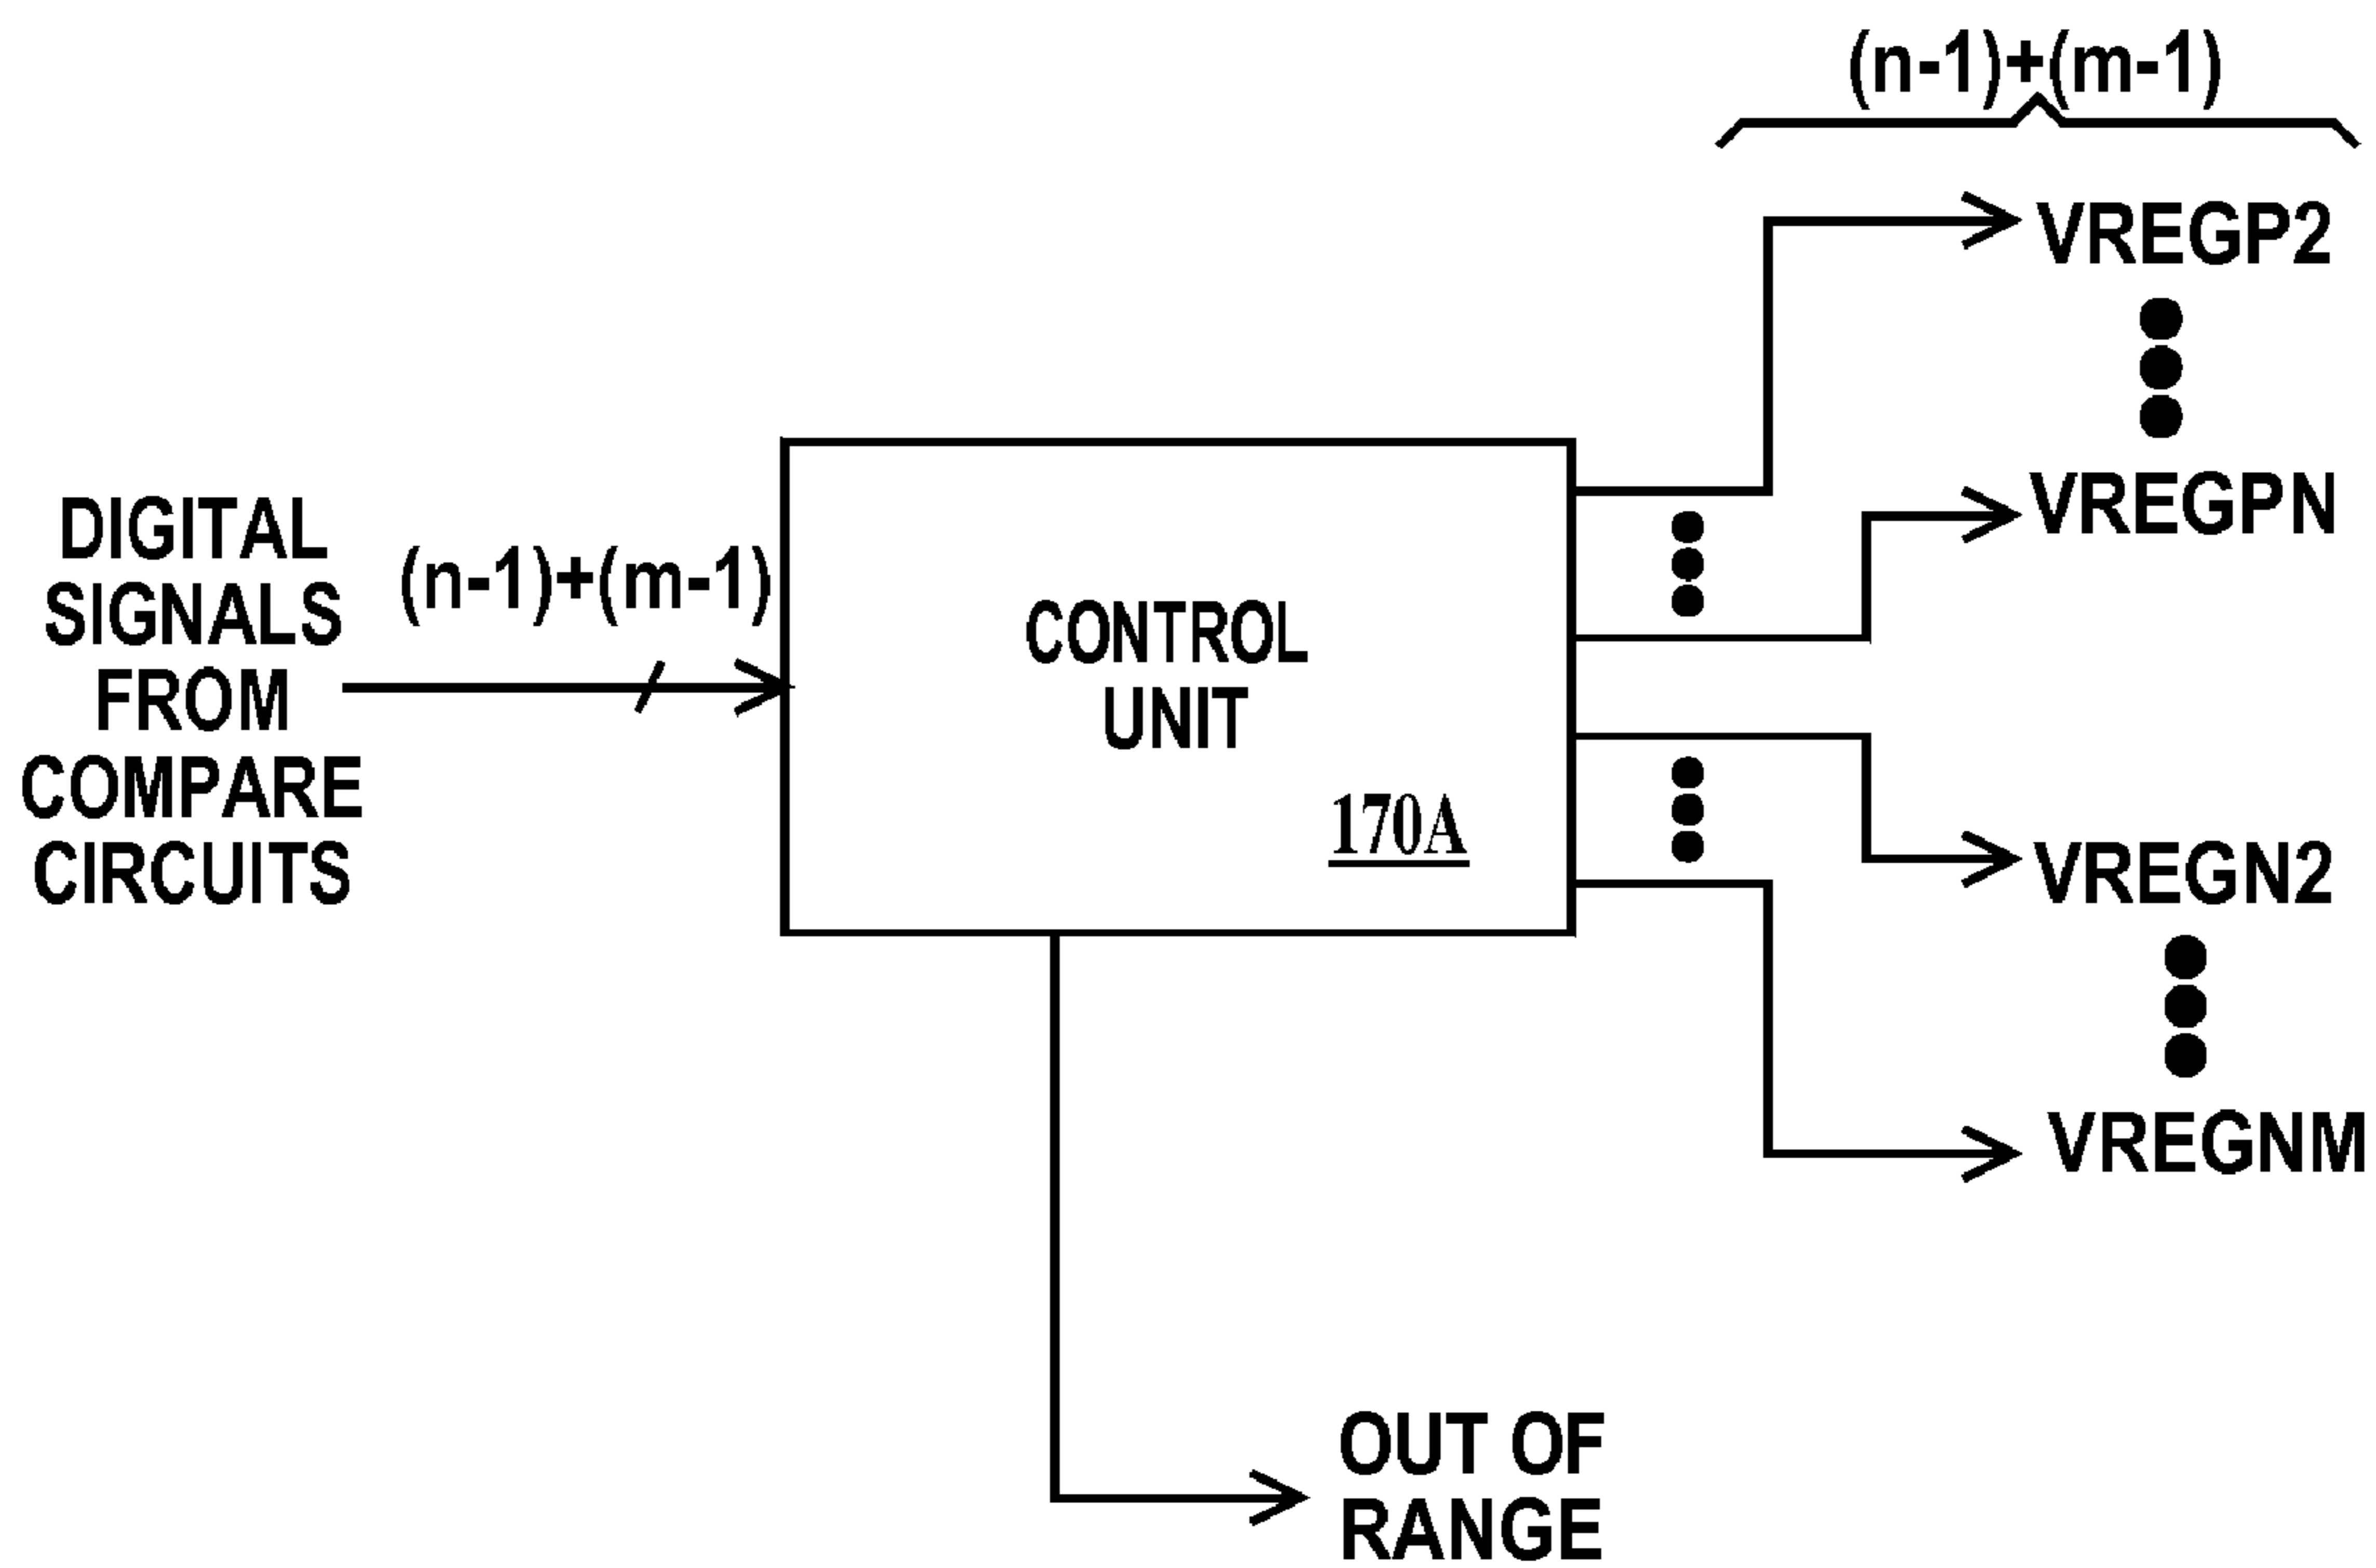 (n-1)+(m-1)
VREGP2
VREGPN
DIGITAL
SIGNALS
FROM
COMPARE
CIRCUITS
(n-1)+(m-1)
CONTROL
UNIT
170A
VREGN2
VREGNM
OUT OF
RANGE